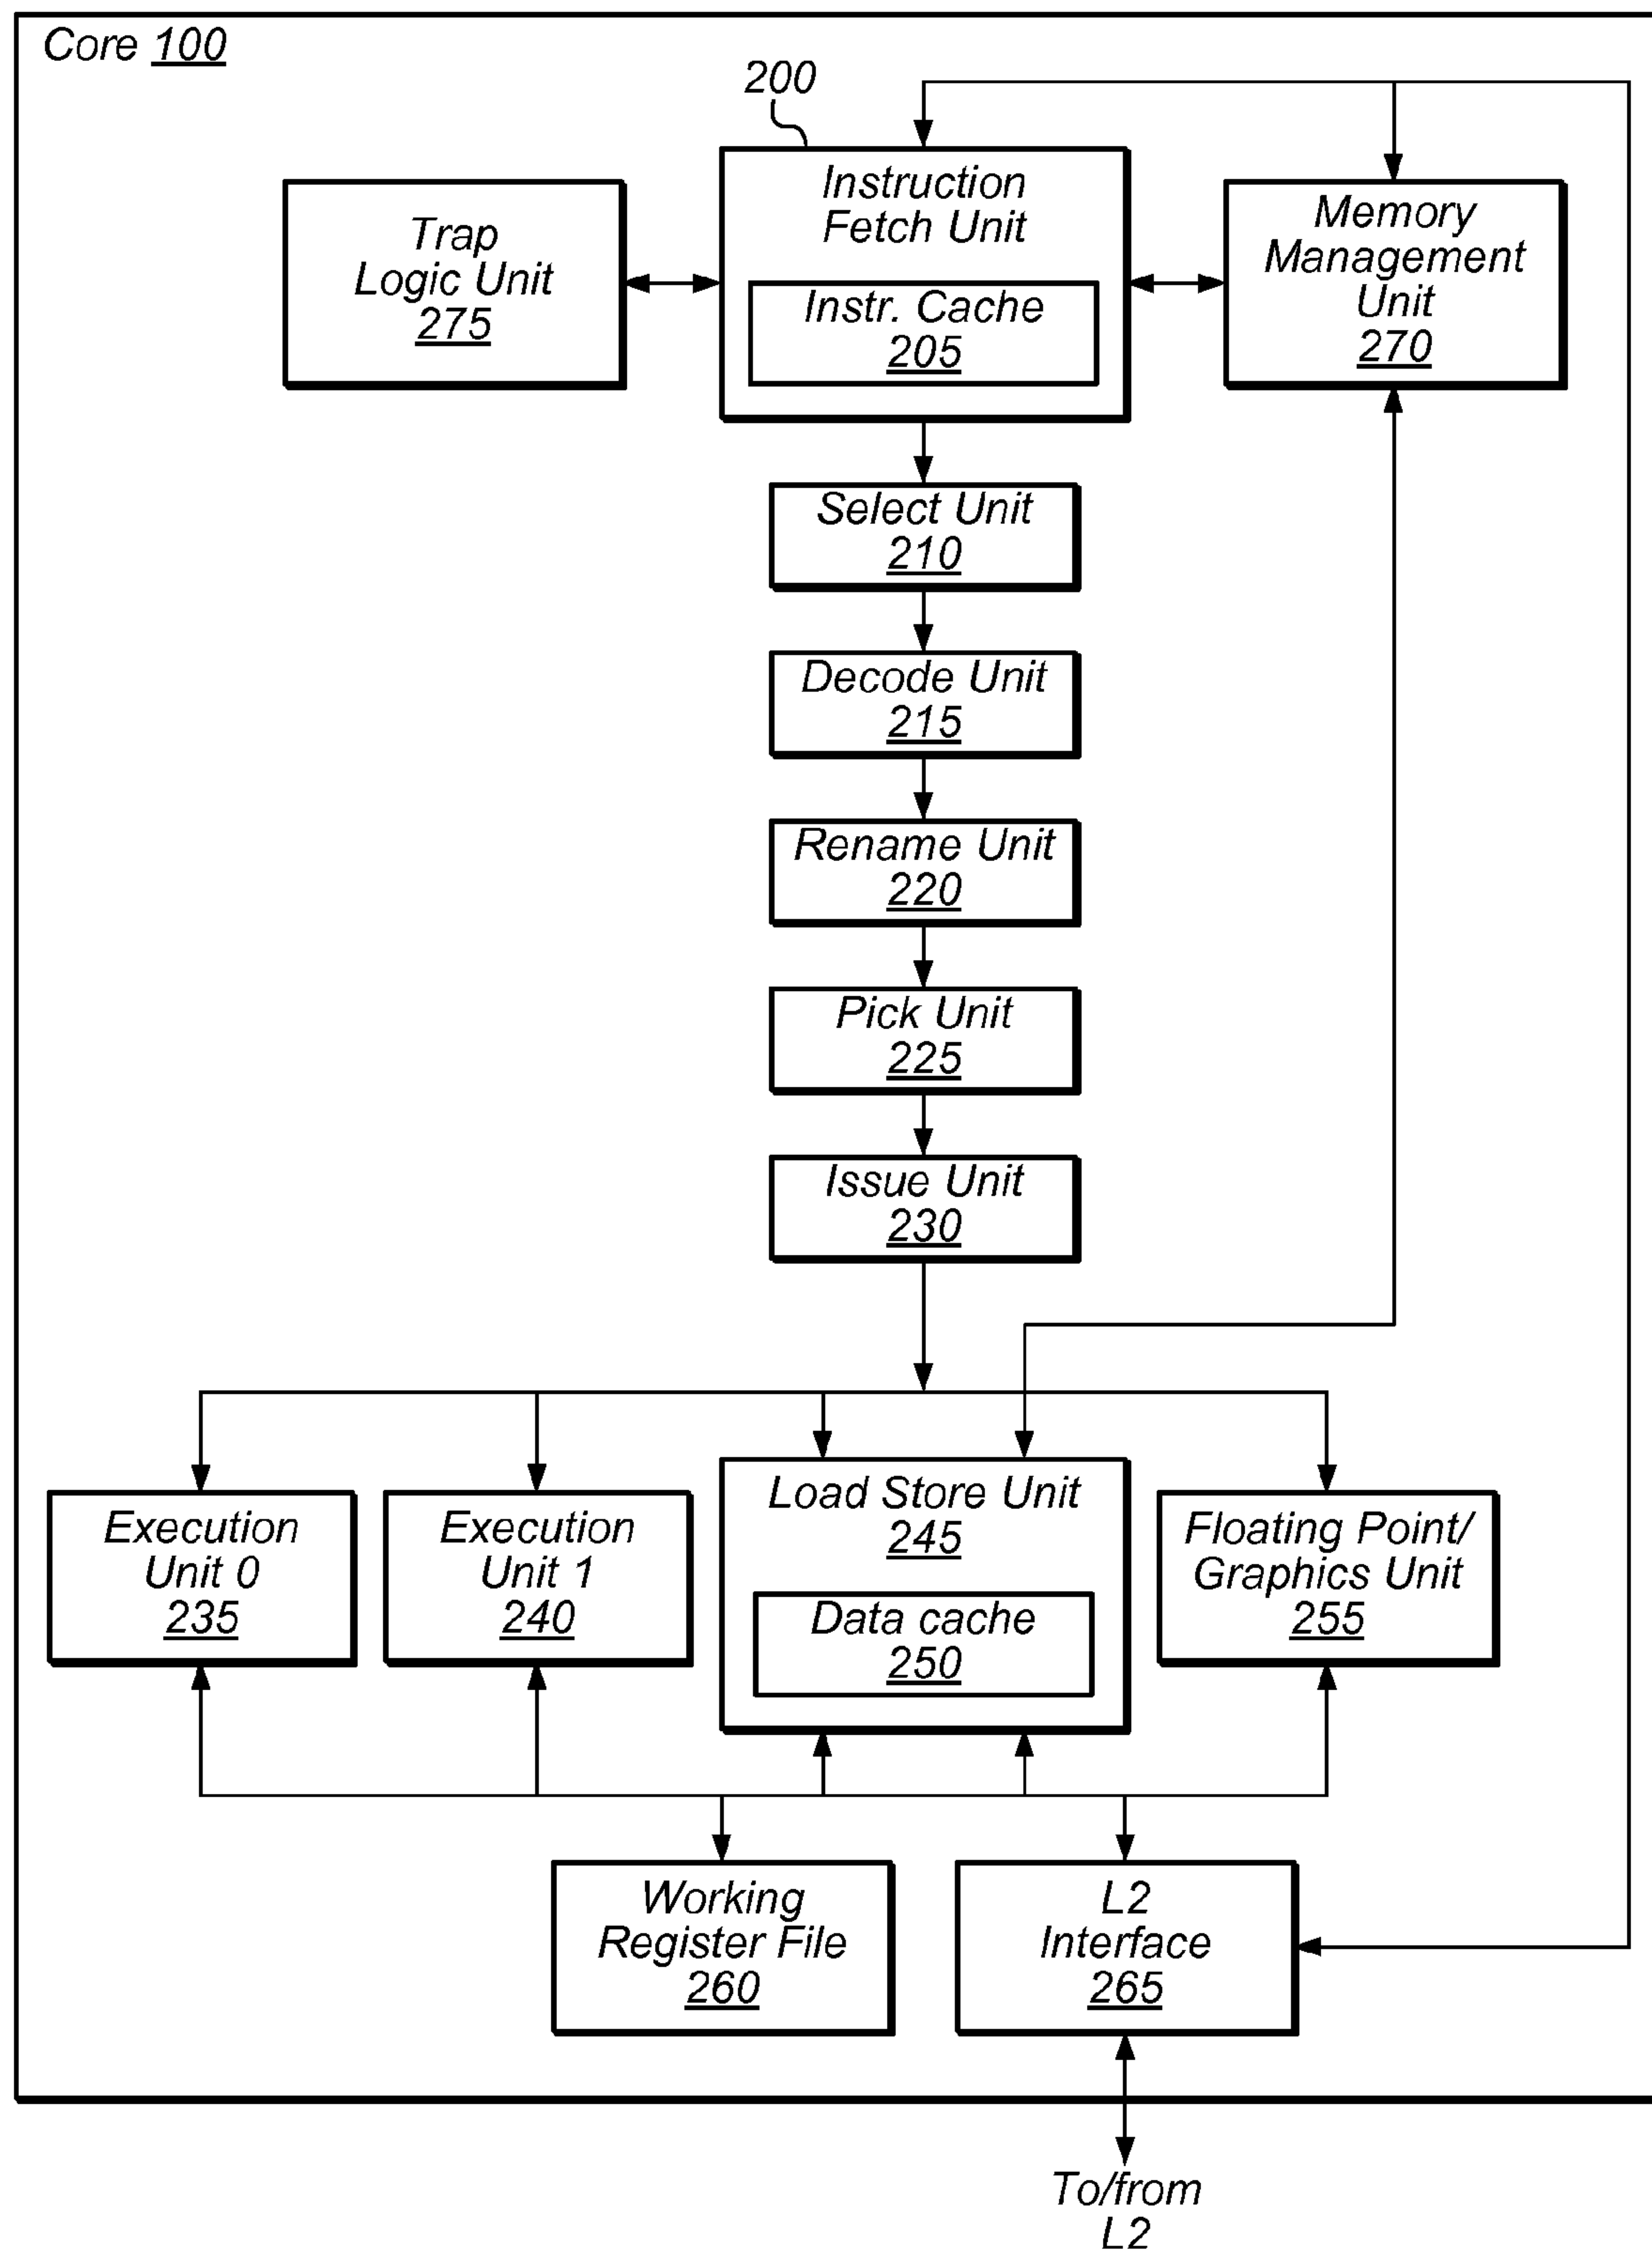 Core 100
200
Instruction
Fetch Unit
Instr. Cache
205
Trap
Logic Unit
275
Memory
Management
Unit
270
Select Unit
210
Decode Unit
215
Rename Unit
220
Pick Unit
225
Issue Unit
230
Execution
Unit 0
235
Execution
Unit 1
240
Load Store Unit
245
Data cache
250
Floating Point/
Graphics Unit
255
Working
Register File
260
L2
Interface
265
To/from
L2